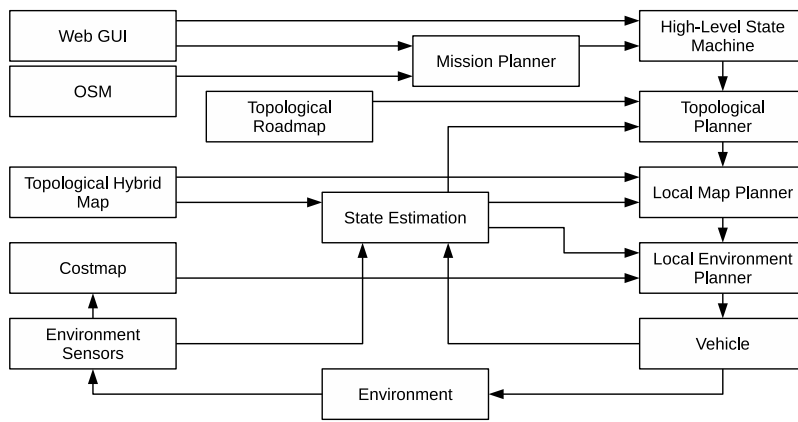 Web GUI
High-Level State
Machine
Mission Planner
OSM
Topological
Roadmap
Topological
Planner
Topological Hybrid
Map
State Estimation
Local Map Planner
Costmap
Local Environment
Planner
Environment
Sensors
Vehicle
Environment